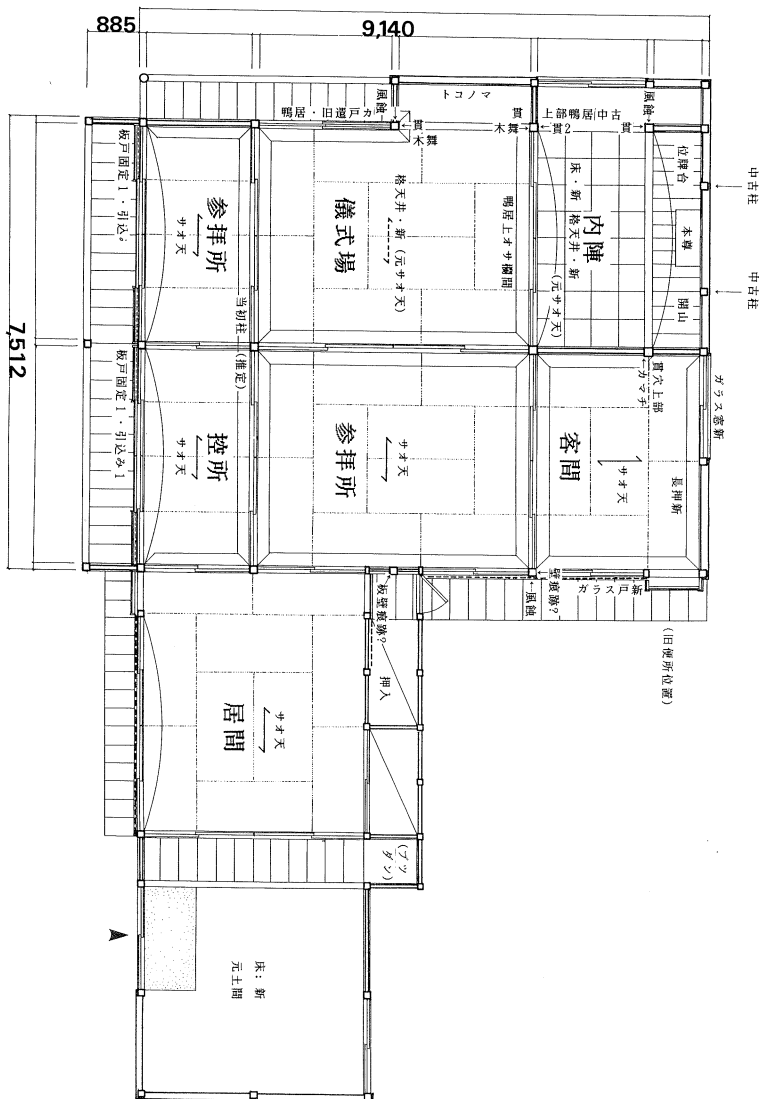 885
9,140
7,512
トコノマ
風蝕
鴨居・旧遣戸カ
貫
木舞
貫
木舞
上部鴨居中古
貫2
貫
風蝕
位牌台
本尊
開山
中古柱
中古柱
内陣
床・新 格天井・新
(元サオ天)
鴨居上オサ欄間
儀式場
格天井・新(元サオ天)
参拝所
サオ天
板戸固定1・引込
当初柱(推定)
板戸固定1・引込み1
控所
サオ天
参拝所
サオ天
客間
サオ天
貫穴上部
カマチ
ガラス窓新
長押新
ガラス戸新
壁痕跡?
風蝕
(旧便所位置)
板壁痕跡?
押入
居間
サオ天
(ブツダン)
床:新
元土間